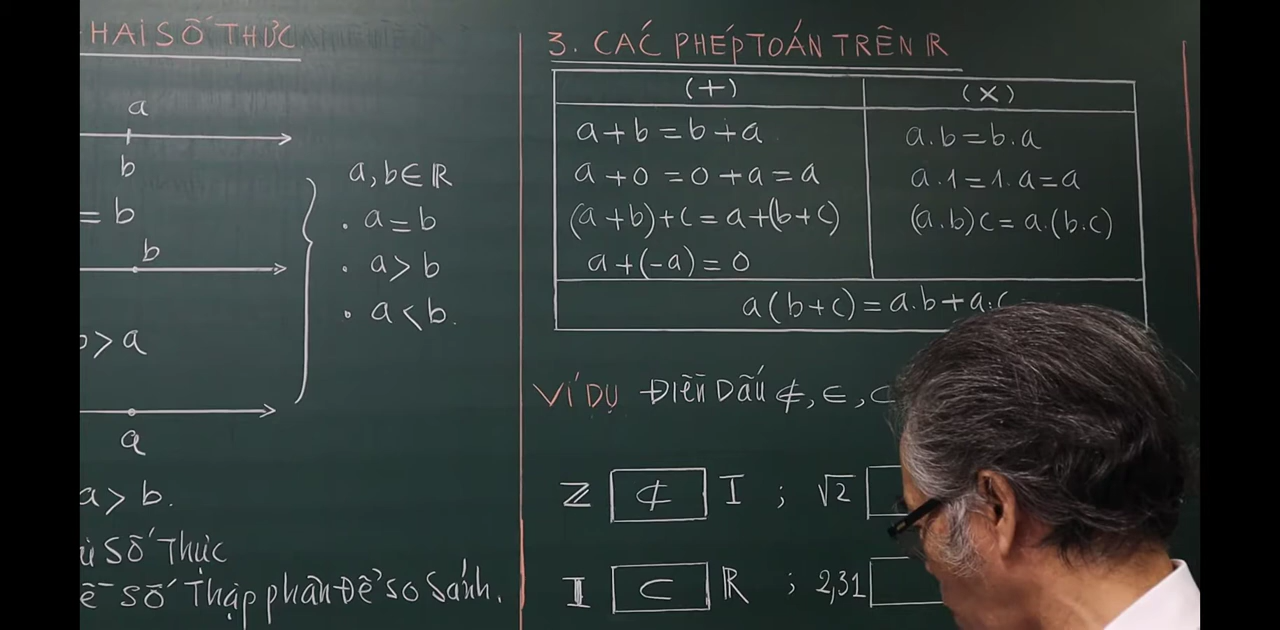 HAI SỐ THỰC
a
b
= b
b
> a
a
a > b.
Số Thực
Số Thập phân Để so sánh.
a, b ∈ ℝ
. a = b
. a > b
. a < b.
3. CÁC PHÉP TOÁN TRÊN ℝ
(+) (×)
a + b = b + a a.b = b.a
a + 0 = 0 + a = a a.1 = 1.a = a
(a + b) + c = a + (b + c) (a.b)c = a.(b.c)
a + (-a) = 0
a(b + c) = a.b + a.c
VÍ DỤ Điền Dấu ⊄, ∈, ⊂
ℤ ⊄ I ; √2
I ⊂ ℝ ; 2,31